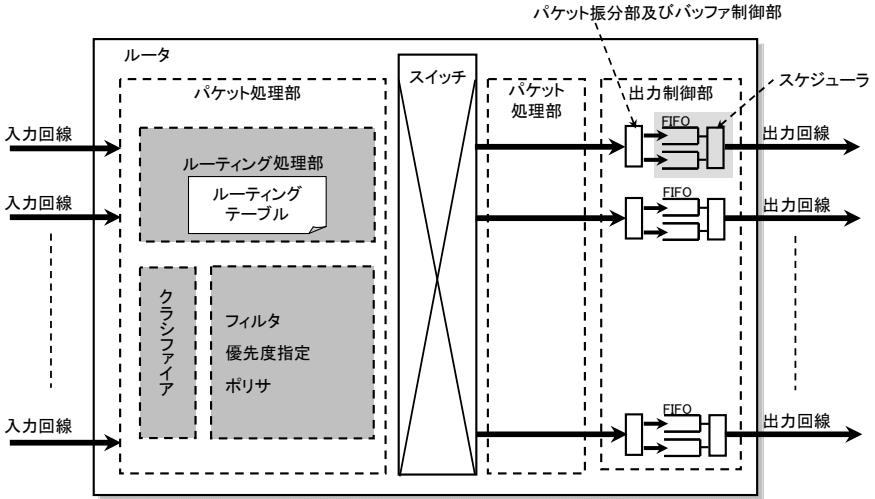 パケット振分部及びバッファ制御部
ルータ
スケジューラ
パケット処理部
スイッチ
パケット
処理部
出力制御部
入力回線
FIFO
出力回線
ルーティング処理部
ルーティング
テーブル
入力回線
FIFO
出力回線
クラシファイア
フィルタ
優先度指定
ポリサ
入力回線
FIFO
出力回線